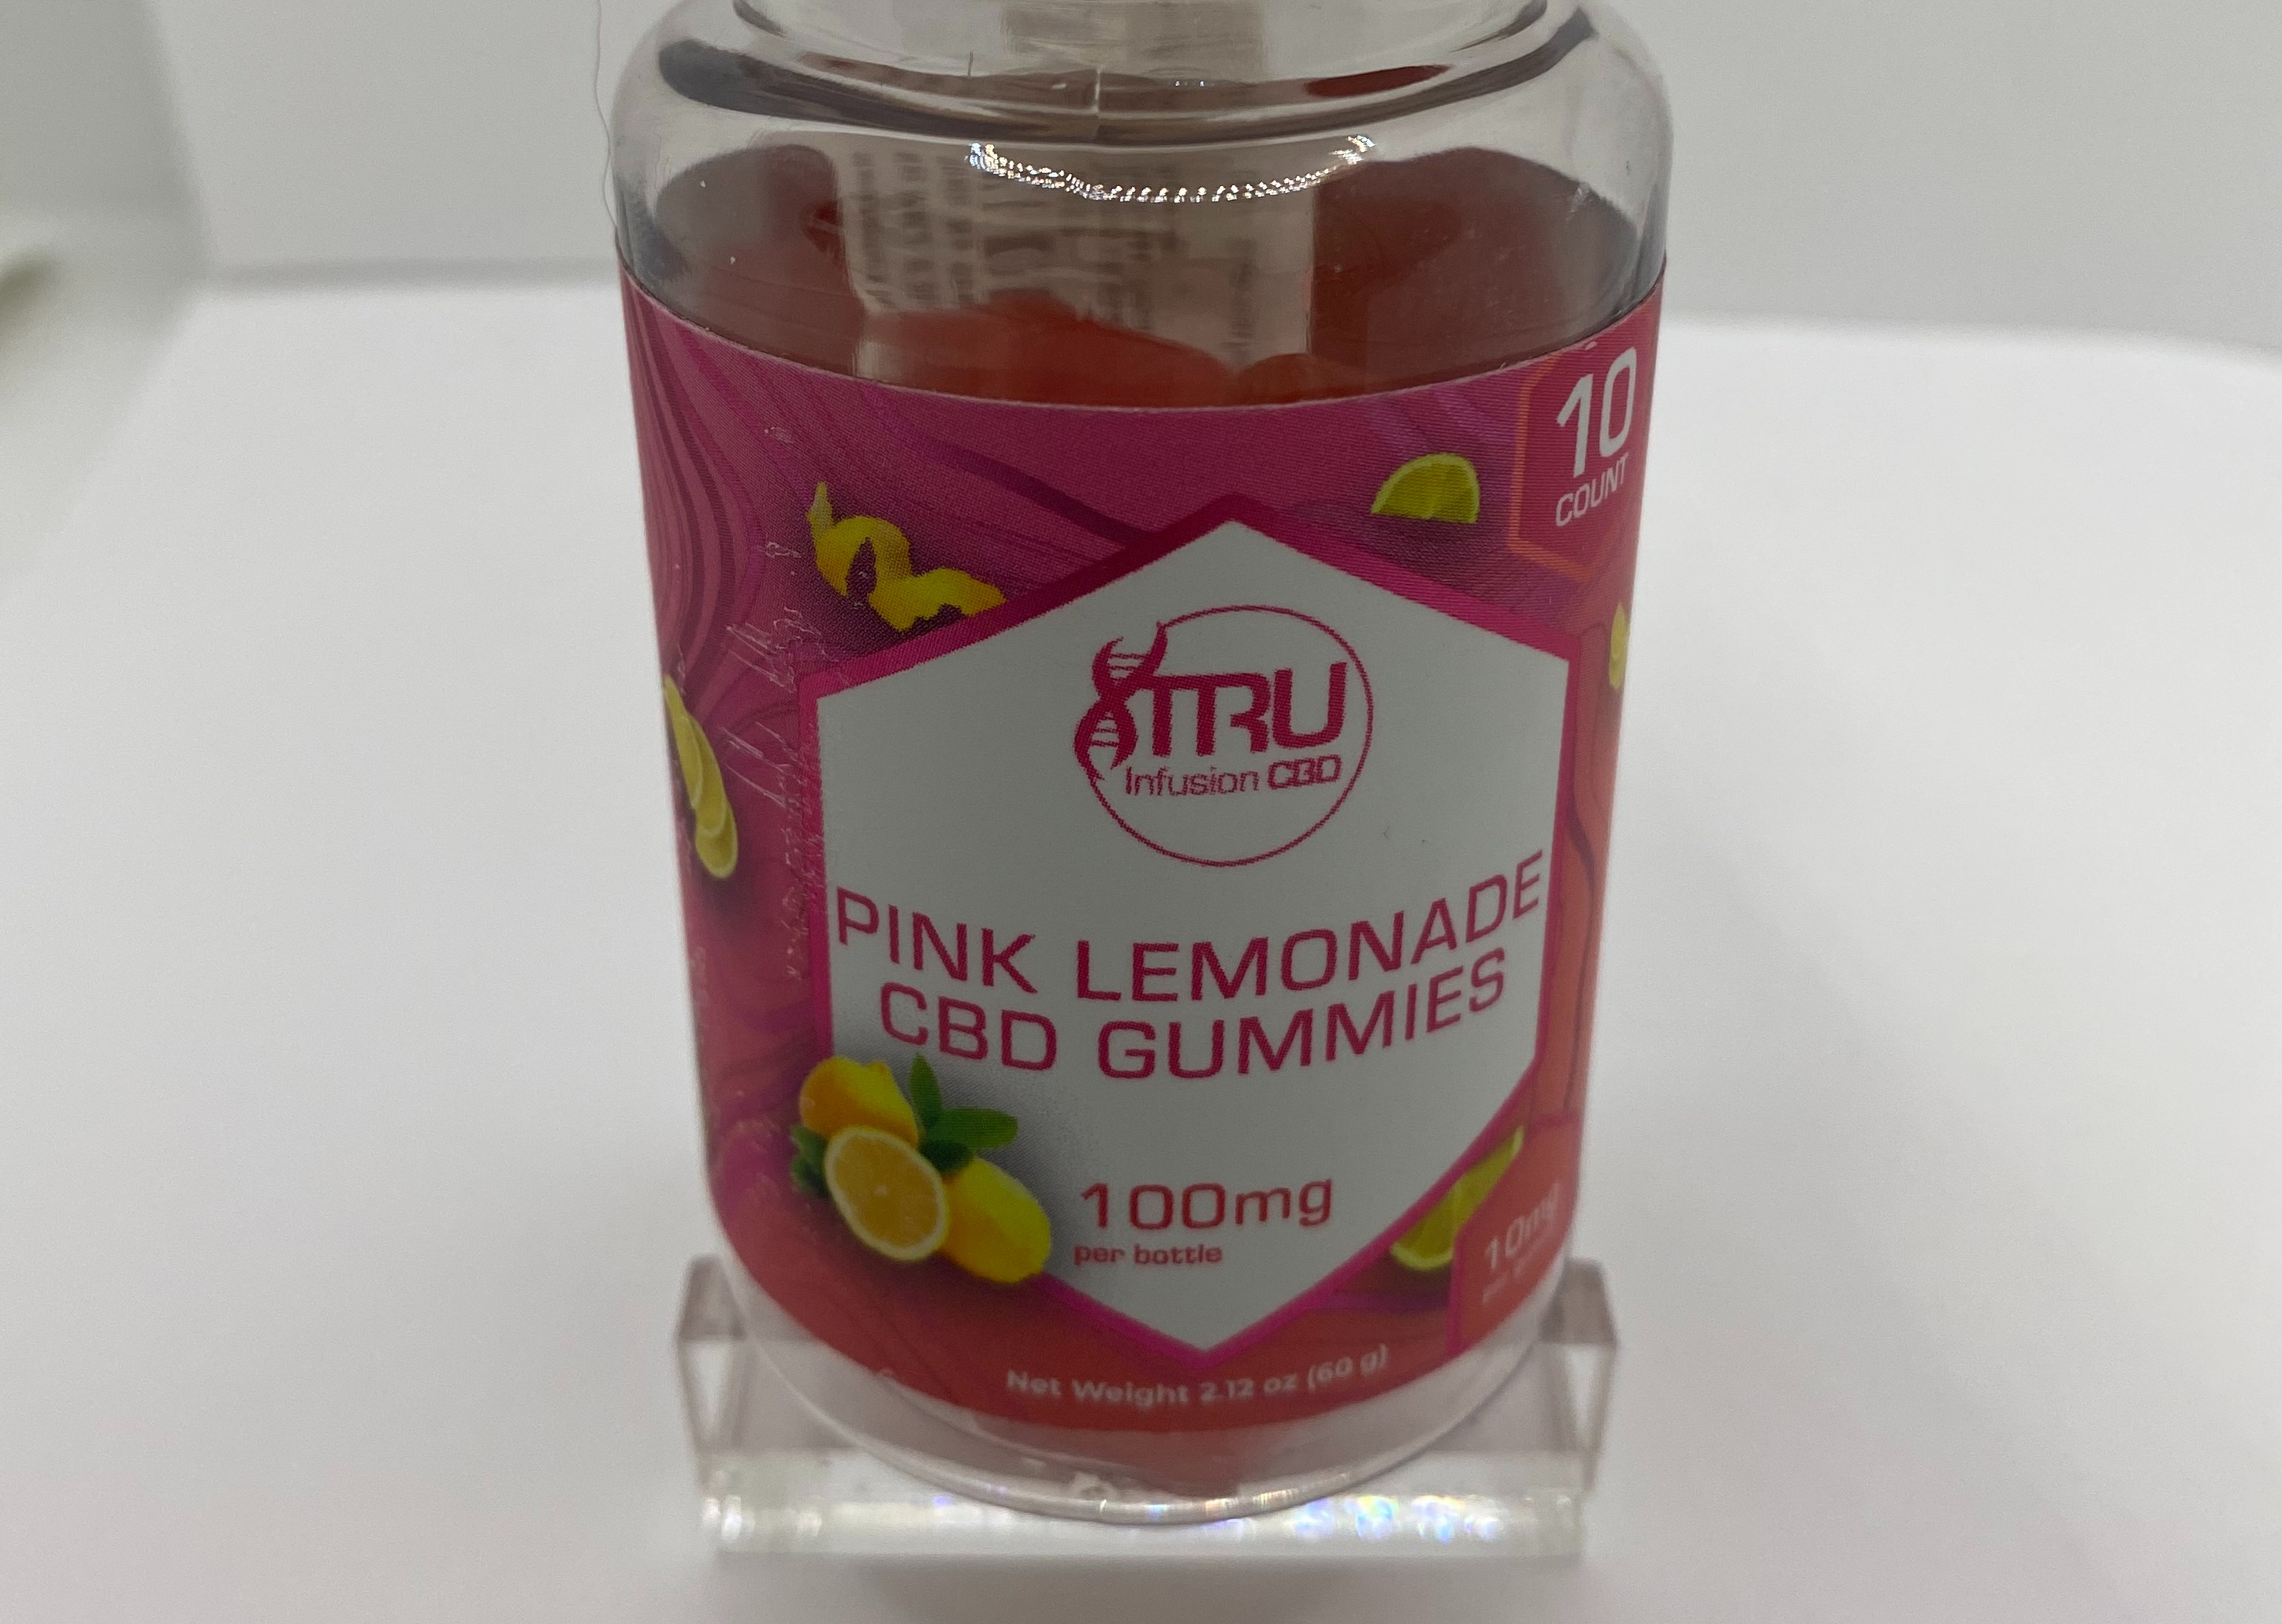 10
COUNT
TRU
Infusion CBD
PINK LEMONADE
CBD GUMMIES
100mg
per bottle
10mg
Net Weight 2.12 oz (60 g)